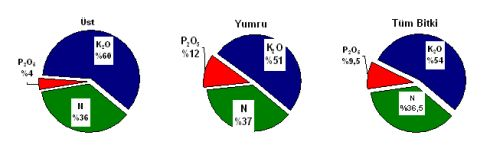 Üst
K₂O
%60
P₂O₅
%4
N
%36
Yumru
P₂O₅
%12
K₂O
%51
N
%37
Tüm Bitki
P₂O₅
%9,5
K₂O
%54
N
%36,5